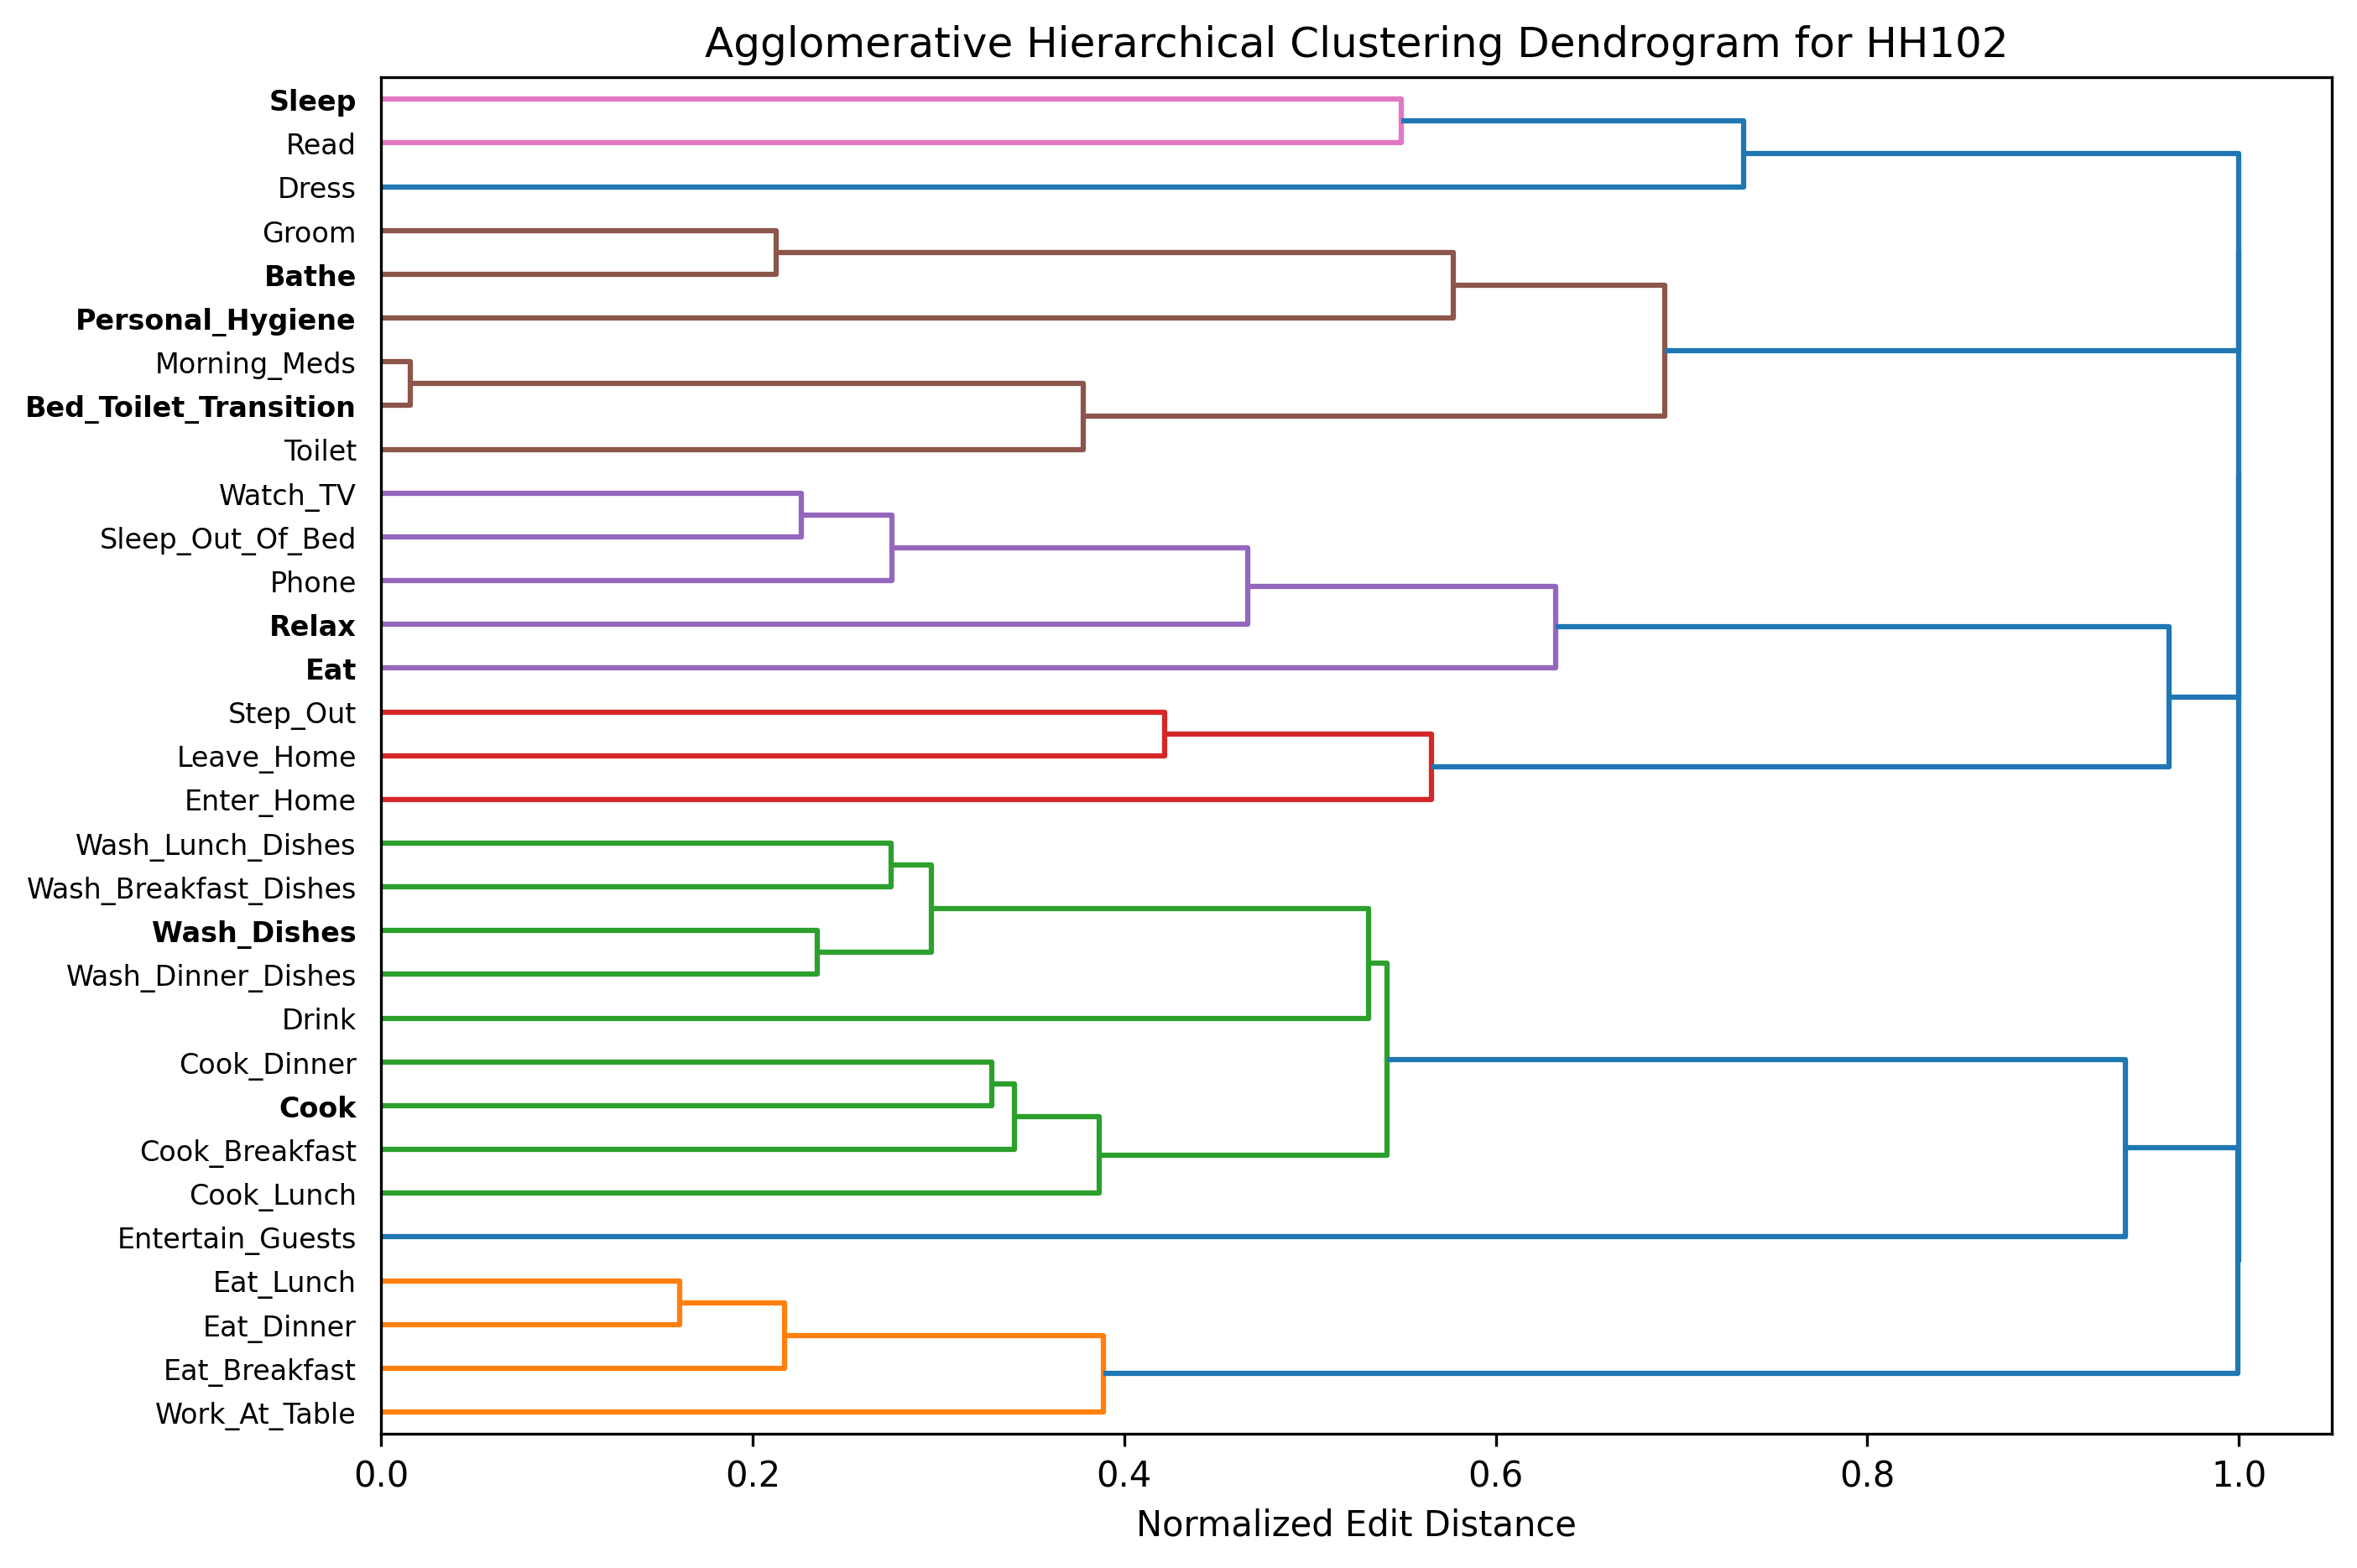 Agglomerative Hierarchical Clustering Dendrogram for HH102
Sleep
Read
Dress
Groom
Bathe
Personal_Hygiene
Morning_Meds
Bed_Toilet_Transition
Toilet
Watch_TV
Sleep_Out_Of_Bed
Phone
Relax
Eat
Step_Out
Leave_Home
Enter_Home
Wash_Lunch_Dishes
Wash_Breakfast_Dishes
Wash_Dishes
Wash_Dinner_Dishes
Drink
Cook_Dinner
Cook
Cook_Breakfast
Cook_Lunch
Entertain_Guests
Eat_Lunch
Eat_Dinner
Eat_Breakfast
Work_At_Table
0.0 0.2 0.4 0.6 0.8 1.0
Normalized Edit Distance